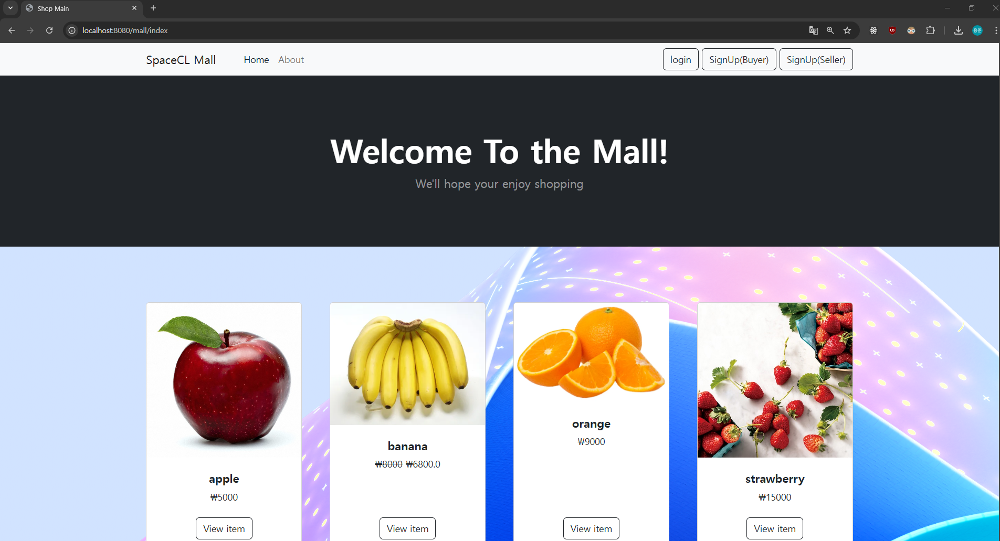 Shop Main
localhost:8080/mall/index
용준
SpaceCL Mall Home About login SignUp(Buyer) SignUp(Seller)
Welcome To the Mall!
We'll hope your enjoy shopping
apple
₩5000
View item
banana
₩8000 ₩6800.0
View item
orange
₩9000
View item
strawberry
₩15000
View item